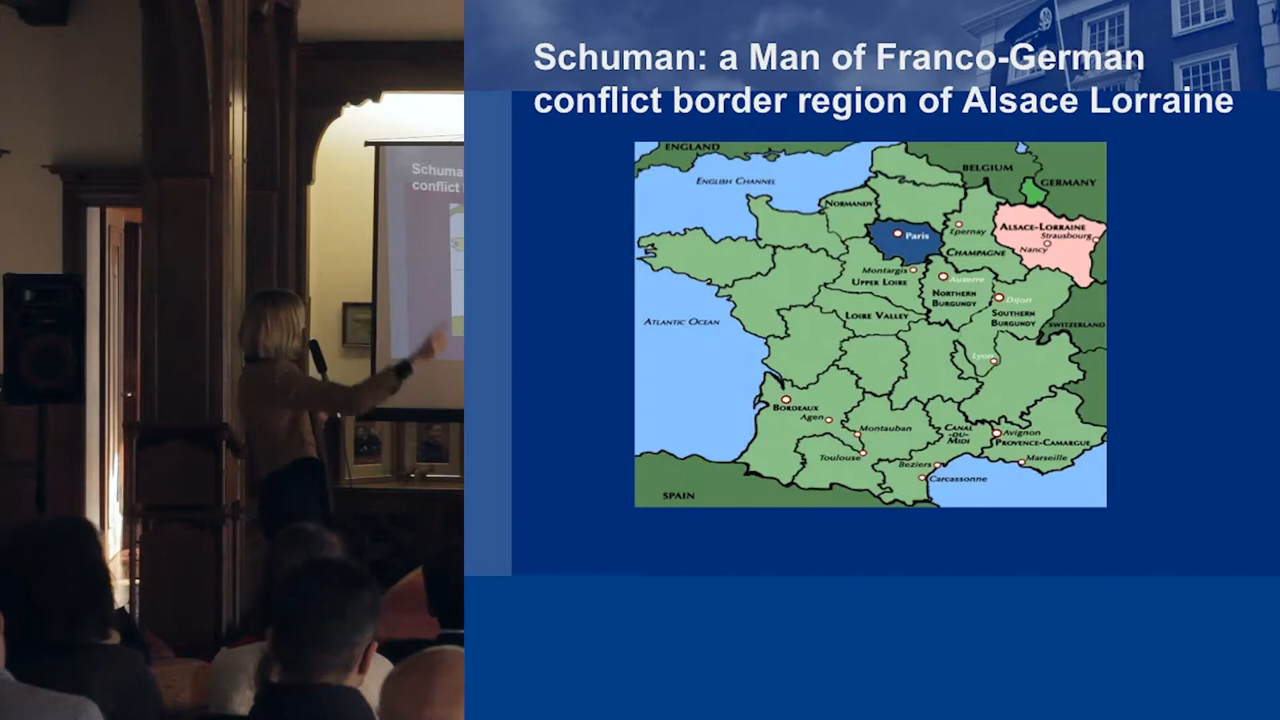 Schuman: a Man of Franco-German
conflict border region of Alsace Lorraine
Schuma
conflict
ENGLAND
ENGLISH CHANNEL
BELGIUM
GERMANY
NORMANDY
Paris
Epernay
ALSACE-LORRAINE
Strausbourg
Nancy
CHAMPAGNE
Montargis
UPPER LOIRE
Auxerre
NORTHERN
BURGUNDY
Dijon
SOUTHERN
BURGUNDY
ATLANTIC OCEAN
LOIRE VALLEY
SWITZERLAND
Lyon
BORDEAUX
Agen
Montauban
CANAL
-DU-
MIDI
Avignon
PROVENCE-CAMARGUE
Toulouse
Beziers
Marseille
Carcassonne
SPAIN